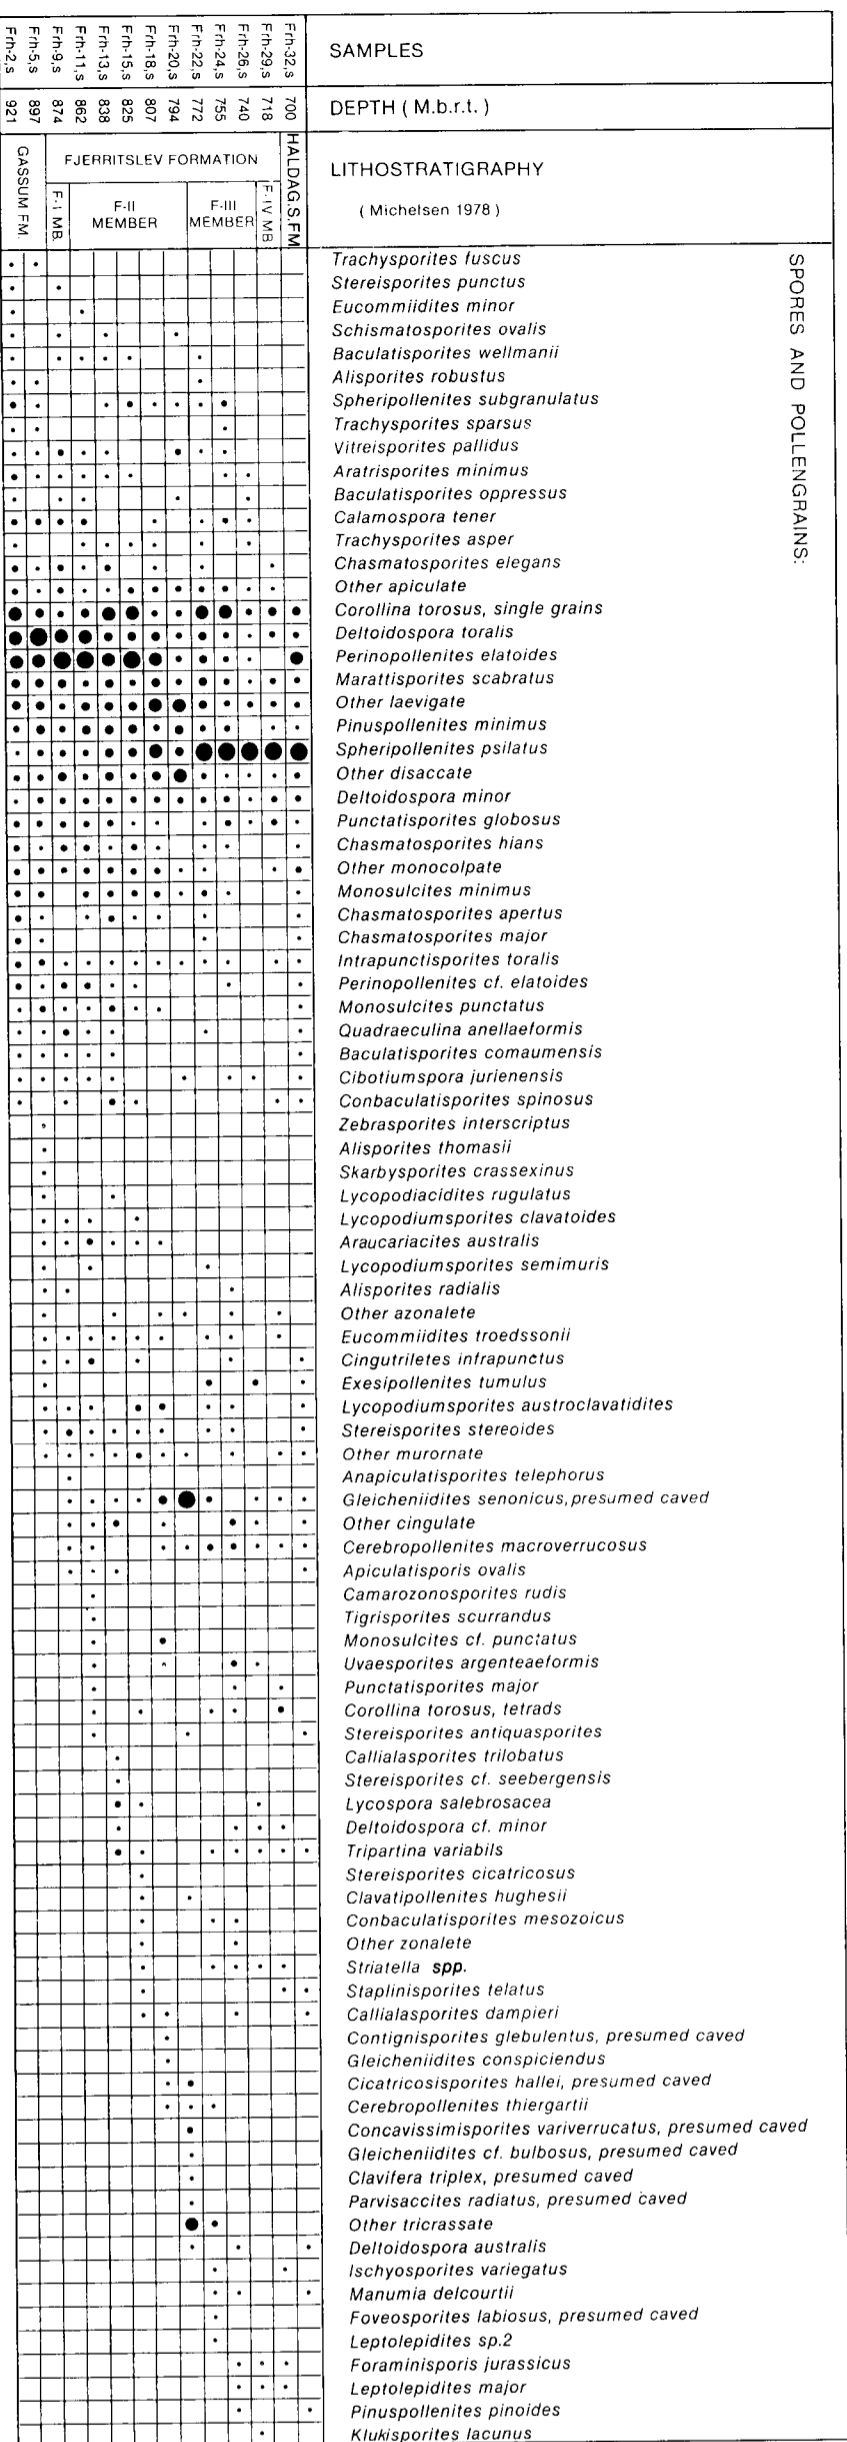 Frh-2,s Frh-5,s Frh-9,s Frh-11,s Frh-13,s Frh-15,s Frh-18,s Frh-20,s Frh-22,s Frh-24,s Frh-26,s Frh-29,s Frh-32,s SAMPLES
921 897 874 862 838 825 807 794 772 755 740 718 700 DEPTH ( M.b.r.t. )
GASSUM FM. FJERRITSLEV FORMATION HALDAG.S.FM LITHOSTRATIGRAPHY
F-I MB. F-II MEMBER F-III MEMBER F-IV MB ( Michelsen 1978 )
SPORES AND POLLENGRAINS:
Trachysporites fuscus
Stereisporites punctus
Eucommiidites minor
Schismatosporites ovalis
Baculatisporites wellmanii
Alisporites robustus
Spheripollenites subgranulatus
Trachysporites sparsus
Vitreisporites pallidus
Aratrisporites minimus
Baculatisporites oppressus
Calamospora tener
Trachysporites asper
Chasmatosporites elegans
Other apiculate
Corollina torosus, single grains
Deltoidospora toralis
Perinopollenites elatoides
Marattisporites scabratus
Other laevigate
Pinuspollenites minimus
Spheripollenites psilatus
Other disaccate
Deltoidospora minor
Punctatisporites globosus
Chasmatosporites hians
Other monocolpate
Monosulcites minimus
Chasmatosporites apertus
Chasmatosporites major
Intrapunctisporites toralis
Perinopollenites cf. elatoides
Monosulcites punctatus
Quadraeculina anellaeformis
Baculatisporites comaumensis
Cibotiumspora jurienensis
Conbaculatisporites spinosus
Zebrasporites interscriptus
Alisporites thomasii
Skarbysporites crassexinus
Lycopodiacidites rugulatus
Lycopodiumsporites clavatoides
Araucariacites australis
Lycopodiumsporites semimuris
Alisporites radialis
Other azonalete
Eucommiidites troedssonii
Cingutriletes infrapunctus
Exesipollenites tumulus
Lycopodiumsporites austroclavatidites
Stereisporites stereoides
Other murornate
Anapiculatisporites telephorus
Gleicheniidites senonicus, presumed caved
Other cingulate
Cerebropollenites macroverrucosus
Apiculatisporis ovalis
Camarozonosporites rudis
Tigrisporites scurrandus
Monosulcites cf. punctatus
Uvaesporites argenteaeformis
Punctatisporites major
Corollina torosus, tetrads
Stereisporites antiquasporites
Callialasporites trilobatus
Stereisporites cf. seebergensis
Lycospora salebrosacea
Deltoidospora cf. minor
Tripartina variabils
Stereisporites cicatricosus
Clavatipollenites hughesii
Conbaculatisporites mesozoicus
Other zonalete
Striatella spp.
Staplinisporites telatus
Callialasporites dampieri
Contignisporites glebulentus, presumed caved
Gleicheniidites conspiciendus
Cicatricosisporites hallei, presumed caved
Cerebropollenites thiergartii
Concavissimisporites variverrucatus, presumed caved
Gleicheniidites cf. bulbosus, presumed caved
Clavifera triplex, presumed caved
Parvisaccites radiatus, presumed caved
Other tricrassate
Deltoidospora australis
Ischyosporites variegatus
Manumia delcourtii
Foveosporites labiosus, presumed caved
Leptolepidites sp.2
Foraminisporis jurassicus
Leptolepidites major
Pinuspollenites pinoides
Klukisporites lacunus